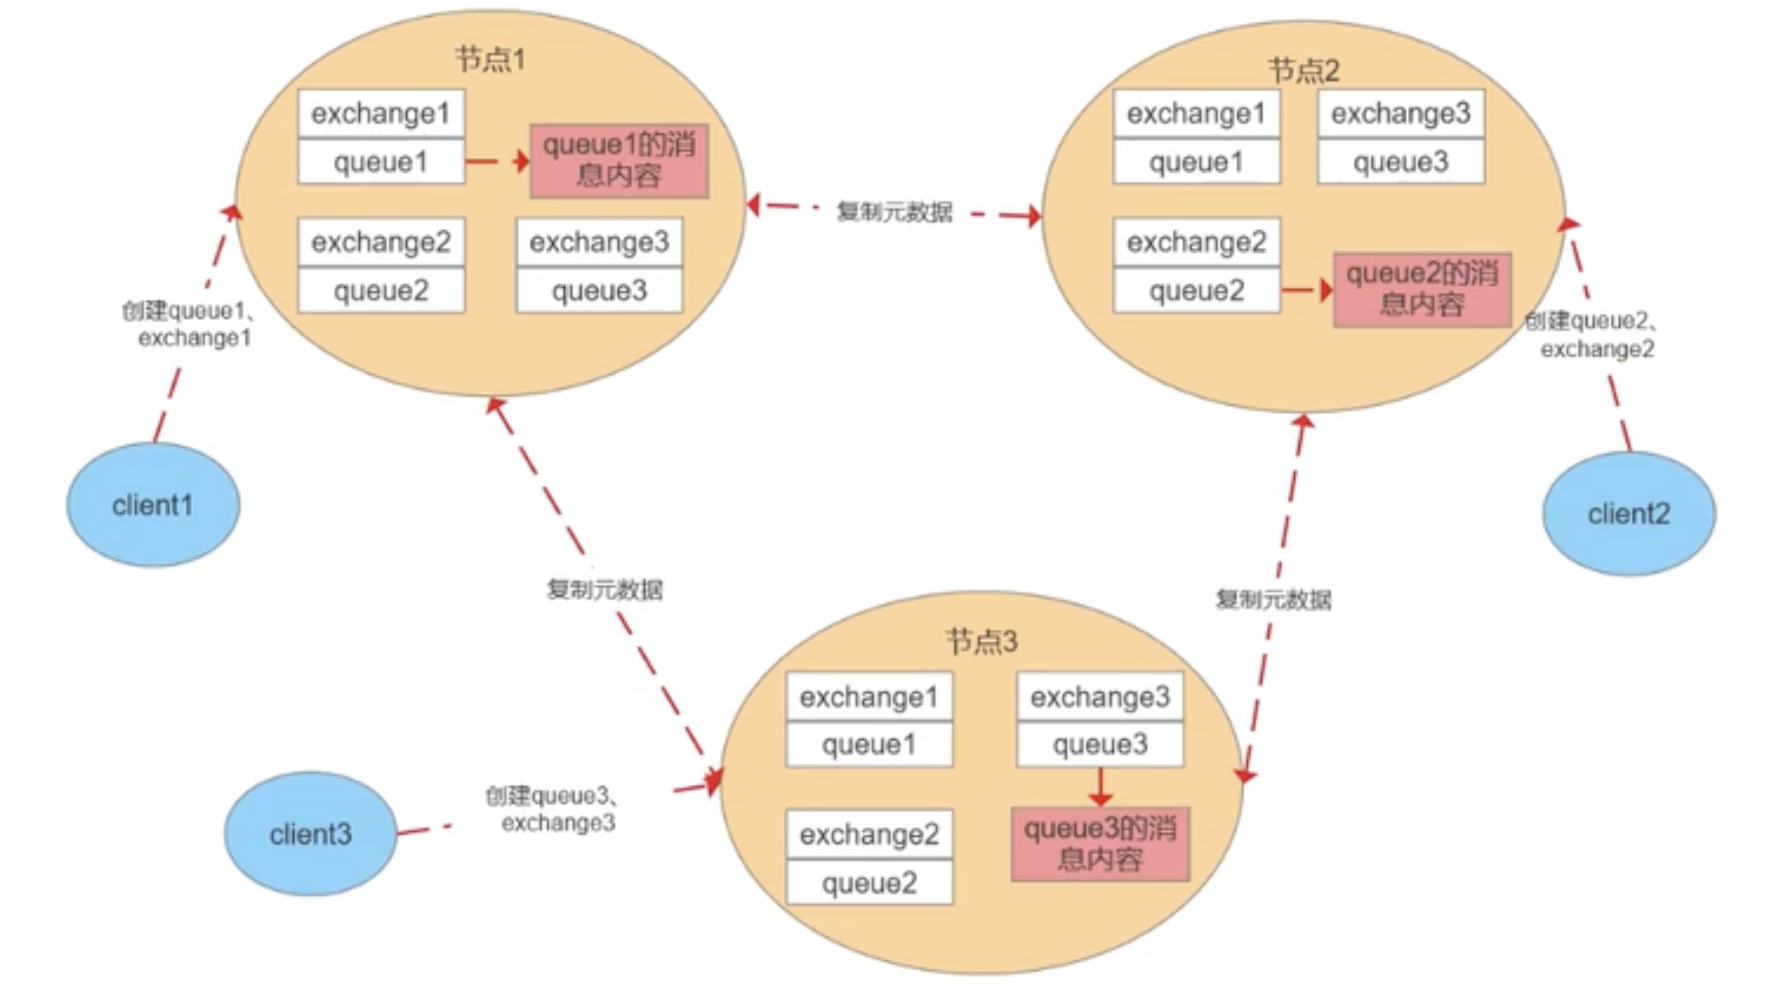 节点1
exchange1
queue1
queue1的消
息内容
exchange2
queue2
exchange3
queue3
节点2
exchange1
queue1
exchange3
queue3
exchange2
queue2
queue2的消
息内容
复制元数据
创建queue1、
exchange1
创建queue2、
exchange2
client1
client2
复制元数据
复制元数据
节点3
exchange1
queue1
exchange3
queue3
exchange2
queue2
queue3的消
息内容
创建queue3、
exchange3
client3